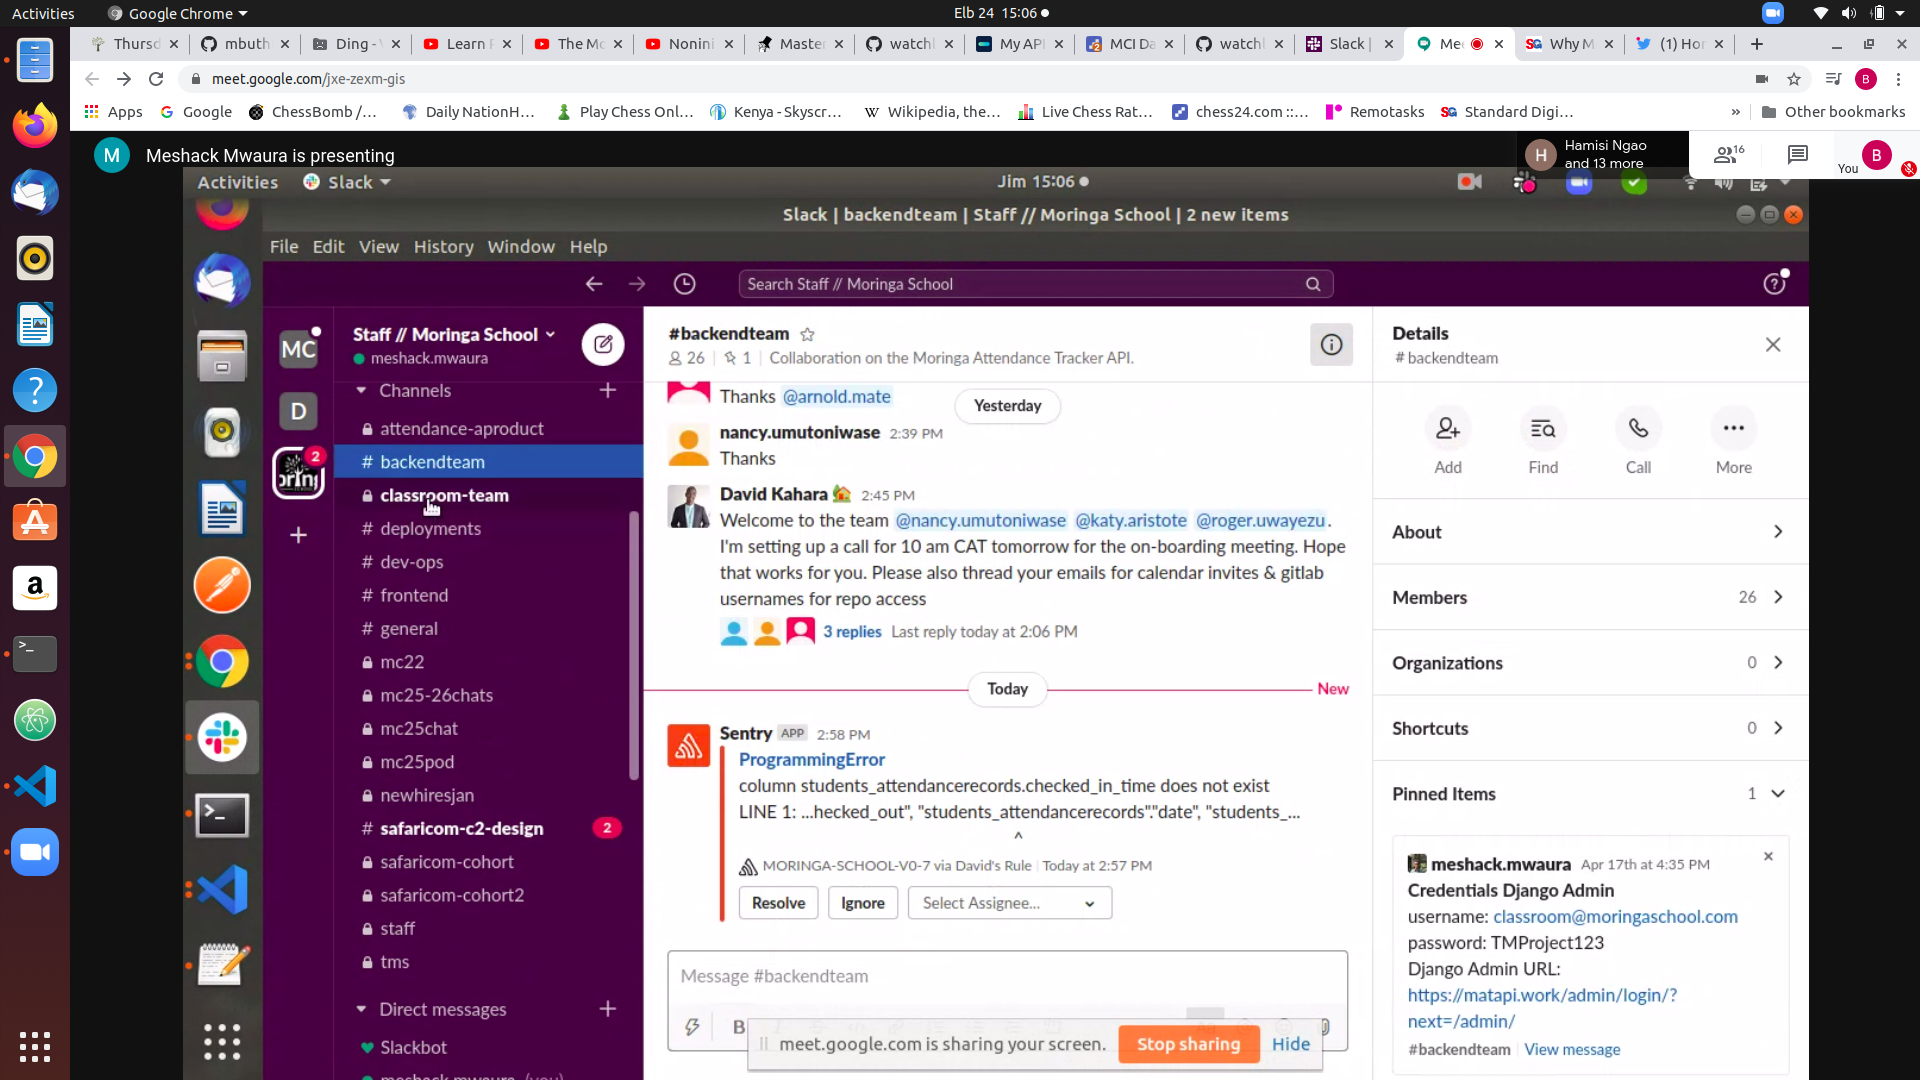 Activities
Google Chrome
Elb 24 15:06
Thursd
mbuth
Ding - V
Learn
The Mo
Nonini
Master
watchl
My API
MCI Da
watchl
Slack |
Mee
Why M
(1) Hor
meet.google.com/jxe-zexm-gis
B
Apps
Google
ChessBomb /...
Daily NationH...
Play Chess Onl...
Kenya - Skyscr...
Wikipedia, the...
Live Chess Rat...
chess24.com ::...
Remotasks
Standard Digi...
»
Other bookmarks
M
Meshack Mwaura is presenting
H
Hamisi Ngao
and 13 more
16
You
B
Activities
Slack
Jim 15:06
Slack | backendteam | Staff // Moringa School | 2 new items
File Edit View History Window Help
Search Staff // Moringa School
MC
D
2
Staff // Moringa School
meshack.mwaura
Channels
attendance-aproduct
# backendteam
classroom-team
# deployments
# dev-ops
# frontend
# general
mc22
mc25-26chats
mc25chat
mc25pod
newhiresjan
# safaricom-c2-design 2
safaricom-cohort
safaricom-cohort2
staff
tms
Direct messages
Slackbot
meshack.mwaura (you)
#backendteam
26 | 1 | Collaboration on the Moringa Attendance Tracker API.
Thanks @arnold.mate
Yesterday
nancy.umutoniwase 2:39 PM
Thanks
David Kahara 2:45 PM
Welcome to the team @nancy.umutoniwase @katy.aristote @roger.uwayezu.
I'm setting up a call for 10 am CAT tomorrow for the on-boarding meeting. Hope
that works for you. Please also thread your emails for calendar invites & gitlab
usernames for repo access
3 replies Last reply today at 2:06 PM
Today
New
Sentry APP 2:58 PM
ProgrammingError
column students_attendancerecords.checked_in_time does not exist
LINE 1: ...hecked_out", "students_attendancerecords"."date", "students_...
^
MORINGA-SCHOOL-V0-7 via David's Rule | Today at 2:57 PM
Resolve
Ignore
Select Assignee...
Message #backendteam
B
meet.google.com is sharing your screen.
Stop sharing
Hide
Details
# backendteam
Add
Find
Call
More
About
Members 26
Organizations 0
Shortcuts 0
Pinned Items 1
meshack.mwaura Apr 17th at 4:35 PM
Credentials Django Admin
username: classroom@moringaschool.com
password: TMProject123
Django Admin URL:
https://matapi.work/admin/login/?
next=/admin/
#backendteam | View message